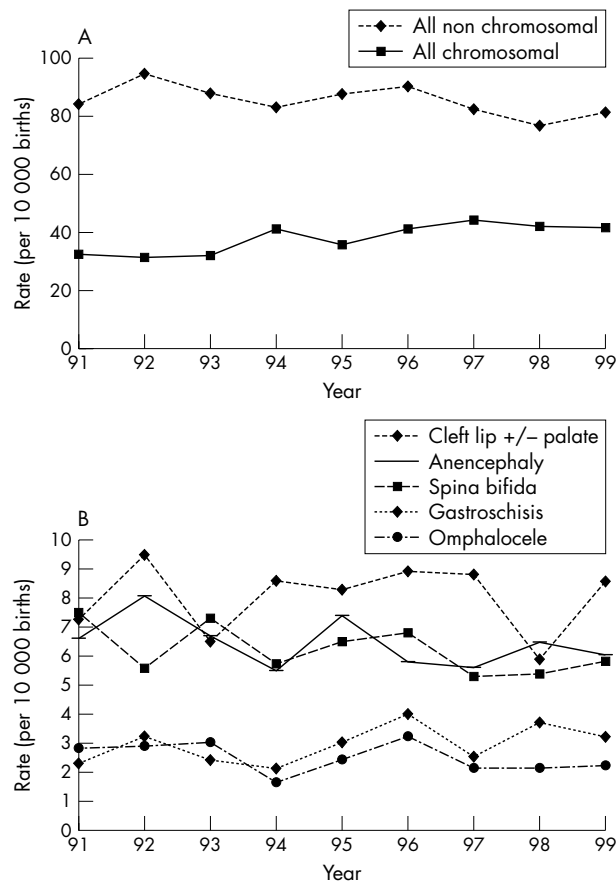 A
All non chromosomal
All chromosomal
100
80
60
40
20
0
Rate (per 10 000 births)
91 92 93 94 95 96 97 98 99
Year
Cleft lip +/– palate
Anencephaly
Spina bifida
Gastroschisis
Omphalocele
B
10
9
8
7
6
5
4
3
2
1
0
Rate (per 10 000 births)
91 92 93 94 95 96 97 98 99
Year